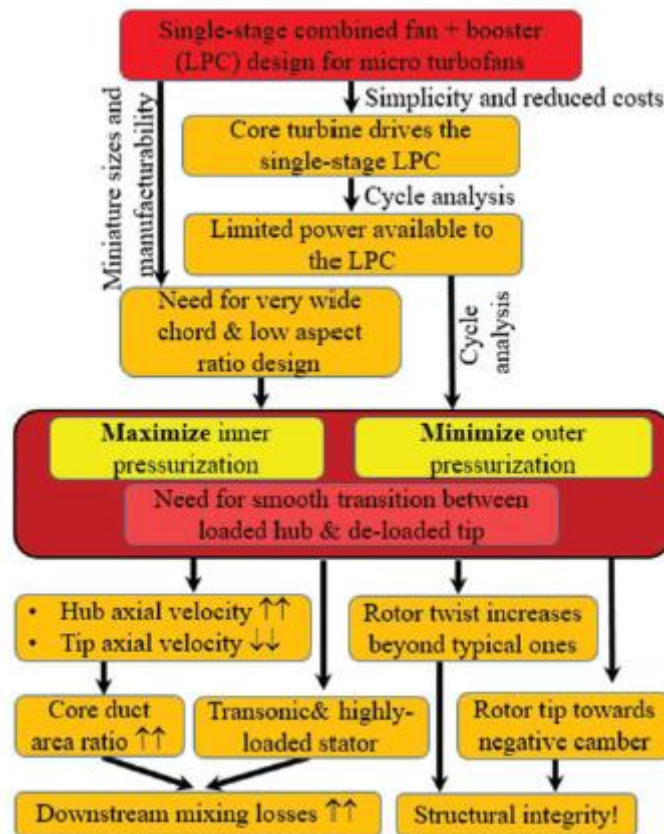 Single-stage combined fan + booster
(LPC) design for micro turbofans
Miniature sizes and
manufacturability
Simplicity and reduced costs
Core turbine drives the
single-stage LPC
Cycle analysis
Limited power available to
the LPC
Need for very wide
chord & low aspect
ratio design
Cycle
analysis
Maximize inner
pressurization
Minimize outer
pressurization
Need for smooth transition between
loaded hub & de-loaded tip
• Hub axial velocity ↑↑
• Tip axial velocity ↓↓
Rotor twist increases
beyond typical ones
Core duct
area ratio ↑↑
Transonic& highly-
loaded stator
Rotor tip towards
negative camber
Downstream mixing losses ↑↑
Structural integrity!